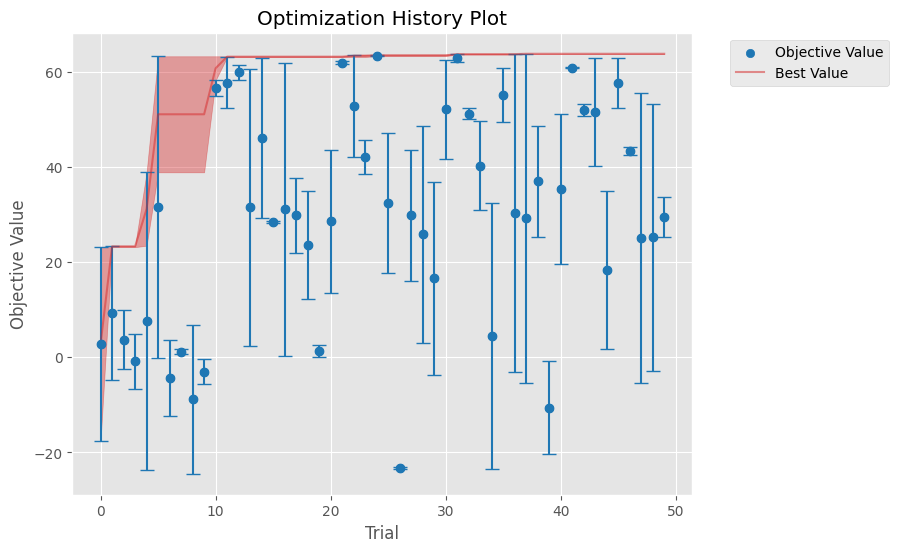 Optimization History Plot
Objective Value
Best Value
Objective Value
60
40
20
0
−20
0 10 20 30 40 50
Trial